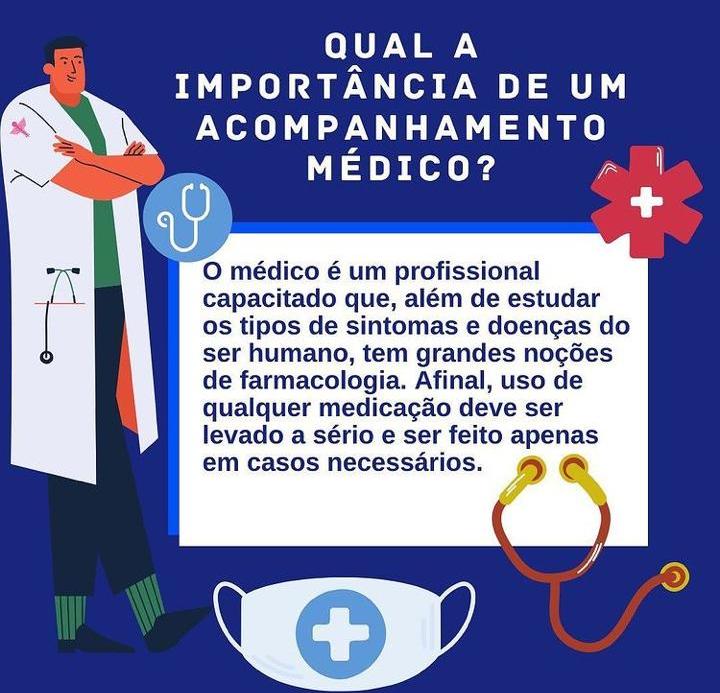 QUAL A
IMPORTÂNCIA DE UM
ACOMPANHAMENTO
MÉDICO?
O médico é um profissional
capacitado que, além de estudar
os tipos de sintomas e doenças do
ser humano, tem grandes noções
de farmacologia. Afinal, uso de
qualquer medicação deve ser
levado a sério e ser feito apenas
em casos necessários.